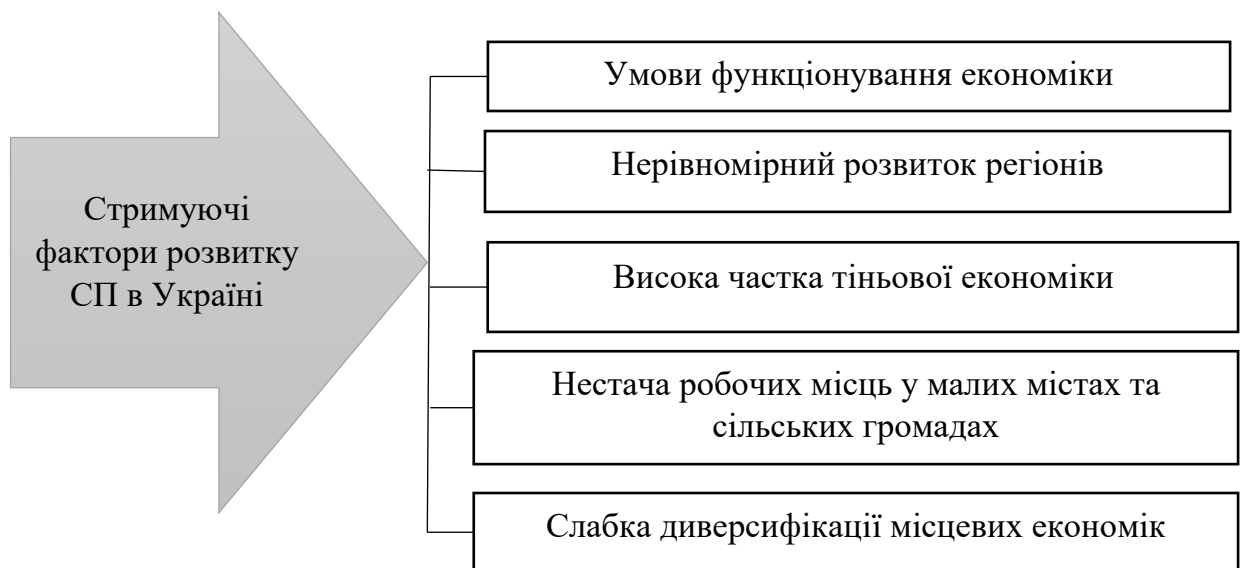 Стримуючі
фактори розвитку
СП в Україні
Умови функціонування економіки
Нерівномірний розвиток регіонів
Висока частка тіньової економіки
Нестача робочих місць у малих містах та
сільських громадах
Слабка диверсифікації місцевих економік